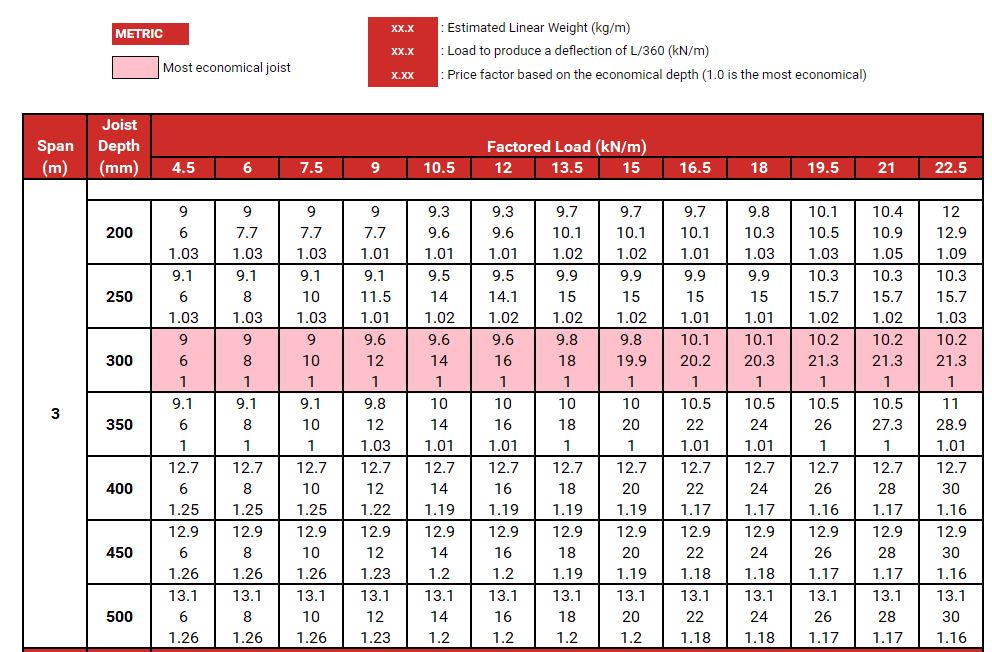 METRIC
Most economical joist
xx.x : Estimated Linear Weight (kg/m)
xx.x : Load to produce a deflection of L/360 (kN/m)
x.xx : Price factor based on the economical depth (1.0 is the most economical)
Span (m) Joist Depth (mm) Factored Load (kN/m)
4.5 6 7.5 9 10.5 12 13.5 15 16.5 18 19.5 21 22.5
3
200
9 9 9 9 9.3 9.3 9.7 9.7 9.7 9.8 10.1 10.4 12
6 7.7 7.7 7.7 9.6 9.6 10.1 10.1 10.1 10.3 10.5 10.9 12.9
1.03 1.03 1.03 1.01 1.01 1.01 1.02 1.02 1.01 1.03 1.03 1.05 1.09
250
9.1 9.1 9.1 9.1 9.5 9.5 9.9 9.9 9.9 9.9 10.3 10.3 10.3
6 8 10 11.5 14 14.1 15 15 15 15 15.7 15.7 15.7
1.03 1.03 1.03 1.01 1.02 1.02 1.02 1.02 1.01 1.01 1.02 1.02 1.03
300
9 9 9 9.6 9.6 9.6 9.8 9.8 10.1 10.1 10.2 10.2 10.2
6 8 10 12 14 16 18 19.9 20.2 20.3 21.3 21.3 21.3
1 1 1 1 1 1 1 1 1 1 1 1 1
350
9.1 9.1 9.1 9.8 10 10 10 10 10.5 10.5 10.5 10.5 11
6 8 10 12 14 16 18 20 22 24 26 27.3 28.9
1 1 1 1.03 1.01 1.01 1 1 1.01 1.01 1 1 1.01
400
12.7 12.7 12.7 12.7 12.7 12.7 12.7 12.7 12.7 12.7 12.7 12.7 12.7
6 8 10 12 14 16 18 20 22 24 26 28 30
1.25 1.25 1.25 1.22 1.19 1.19 1.19 1.19 1.17 1.17 1.16 1.17 1.16
450
12.9 12.9 12.9 12.9 12.9 12.9 12.9 12.9 12.9 12.9 12.9 12.9 12.9
6 8 10 12 14 16 18 20 22 24 26 28 30
1.26 1.26 1.26 1.23 1.2 1.2 1.19 1.19 1.18 1.18 1.17 1.17 1.16
500
13.1 13.1 13.1 13.1 13.1 13.1 13.1 13.1 13.1 13.1 13.1 13.1 13.1
6 8 10 12 14 16 18 20 22 24 26 28 30
1.26 1.26 1.26 1.23 1.2 1.2 1.2 1.2 1.18 1.18 1.17 1.17 1.16